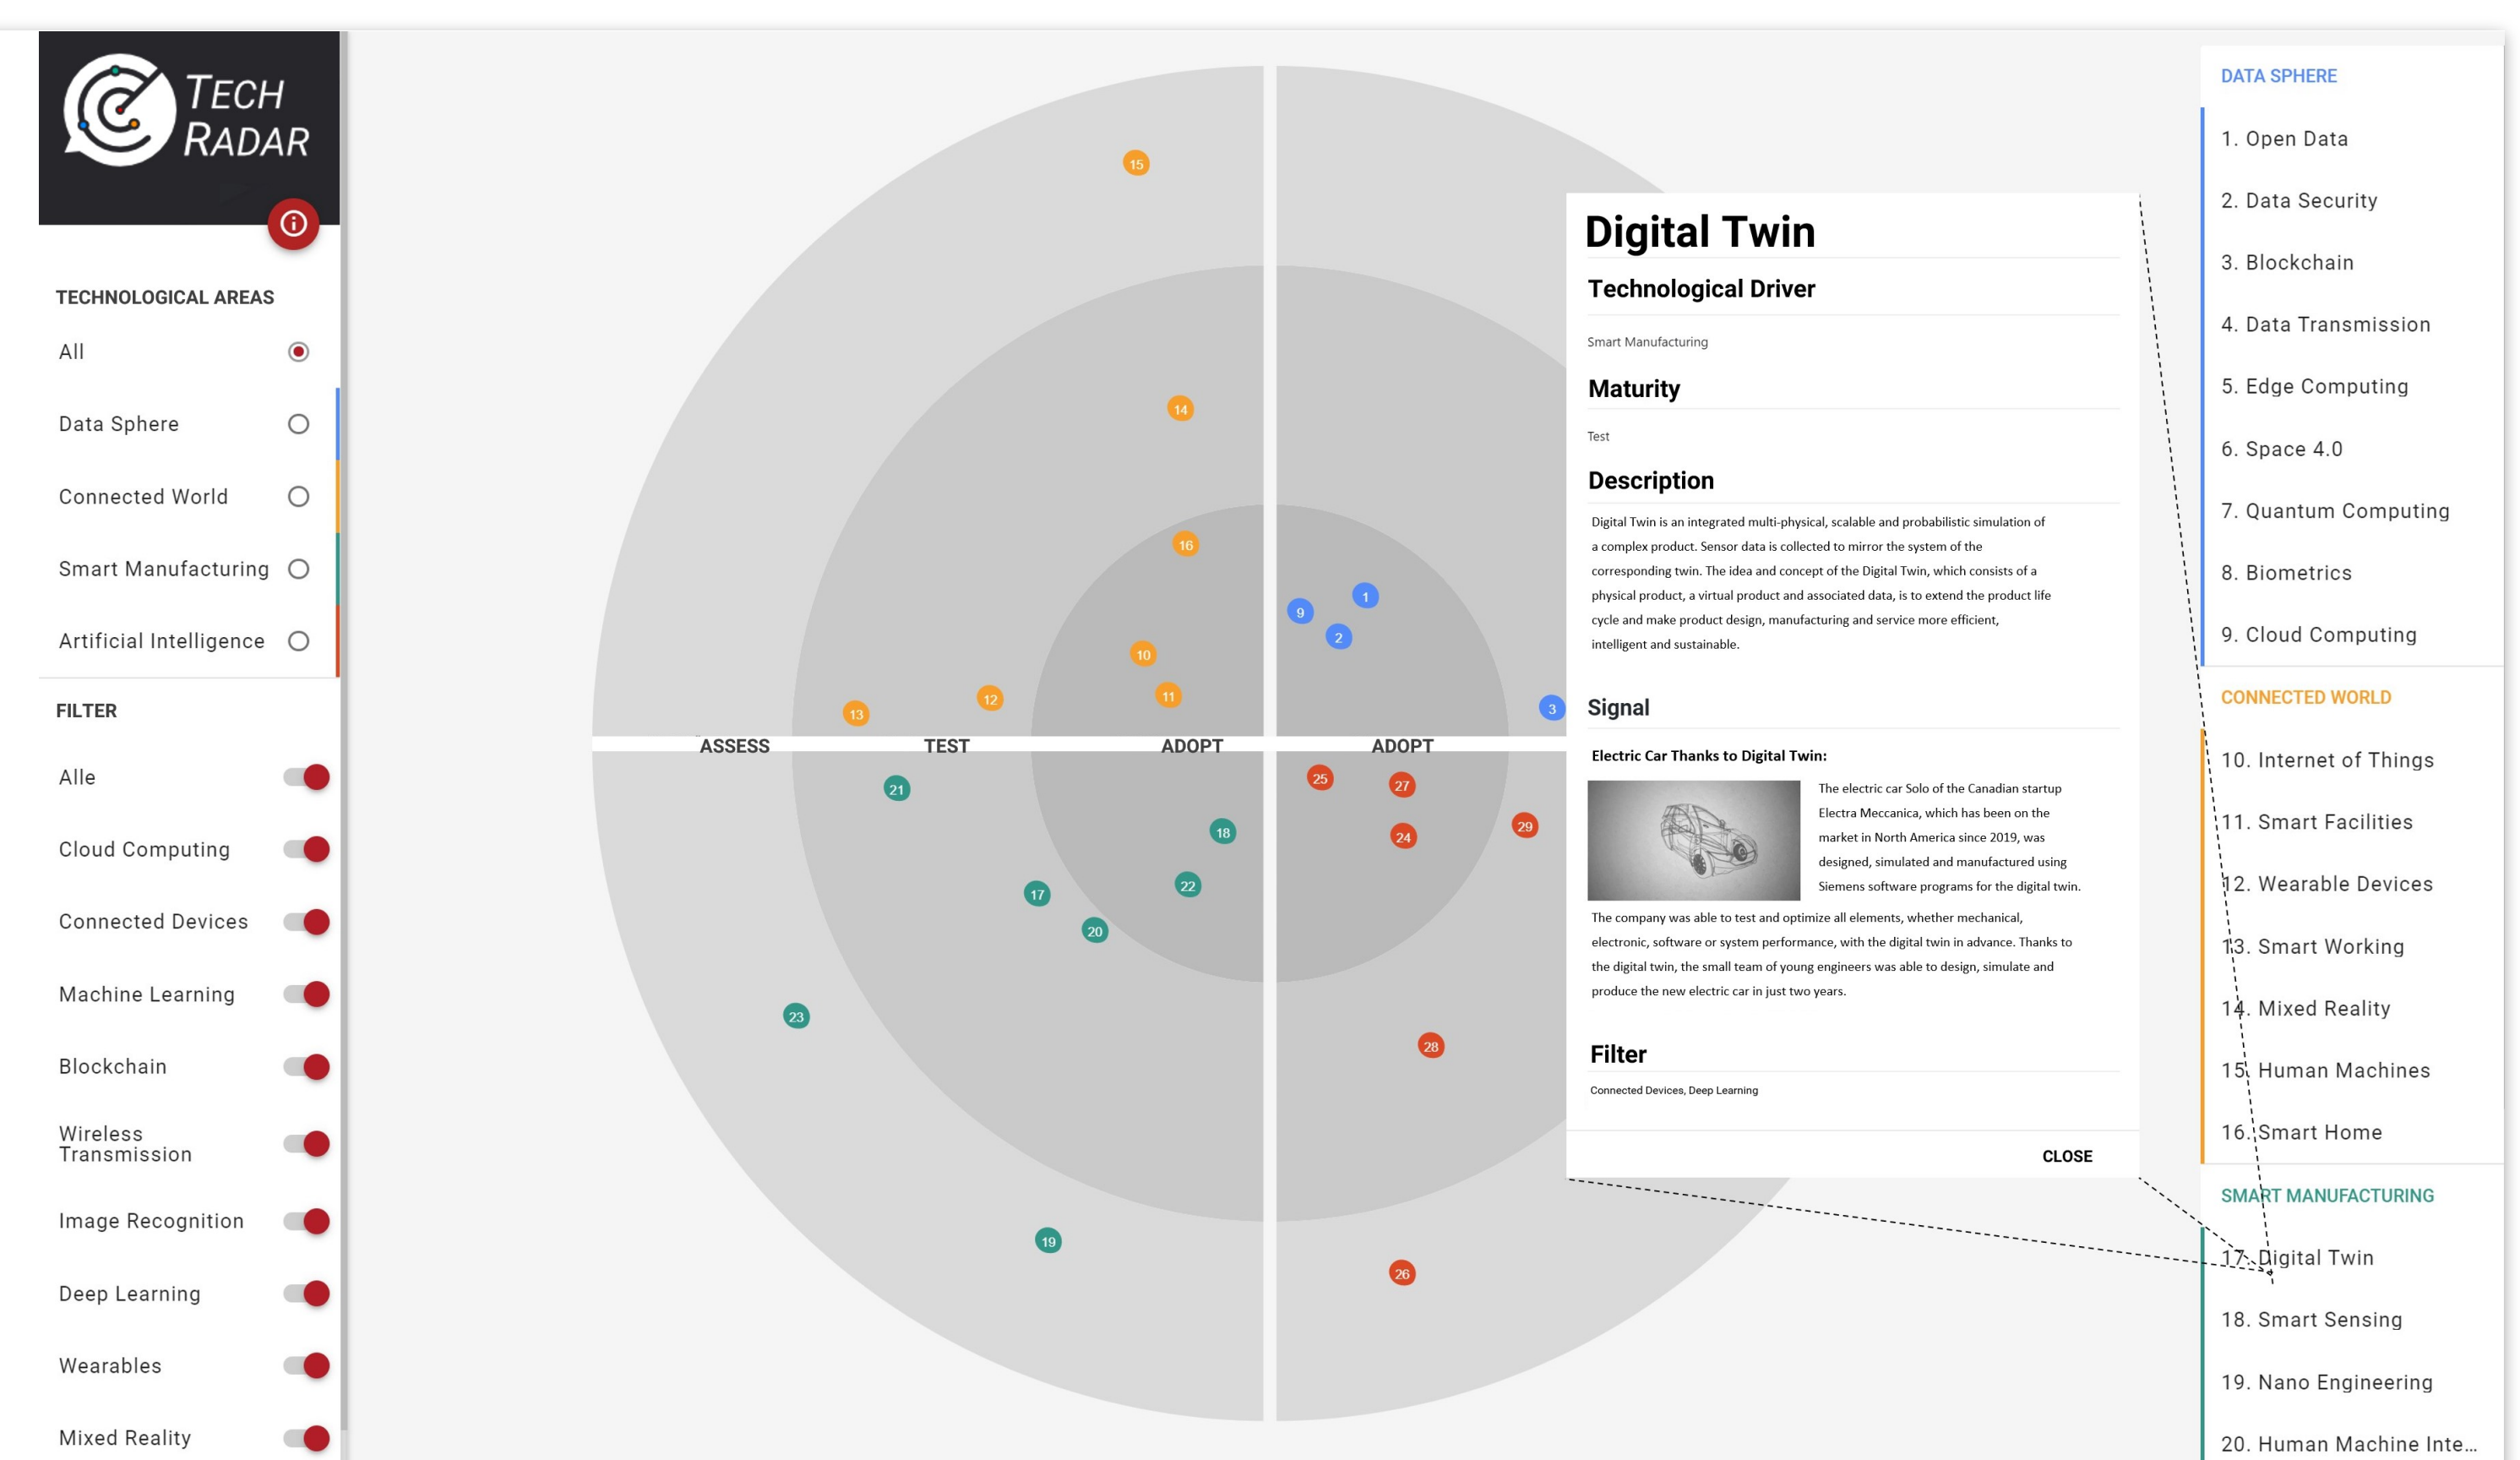 TECH
RADAR
TECHNOLOGICAL AREAS
All
Data Sphere
Connected World
Smart Manufacturing
Artificial Intelligence
FILTER
Alle
Cloud Computing
Connected Devices
Machine Learning
Blockchain
Wireless
Transmission
Image Recognition
Deep Learning
Wearables
Mixed Reality
15
14
16
9
1
2
10
11
12
13
3
ASSESS
TEST
ADOPT
ADOPT
21
25
27
18
29
24
22
17
20
23
28
19
26
Digital Twin
Technological Driver
Smart Manufacturing
Maturity
Test
Description
Digital Twin is an integrated multi-physical, scalable and probabilistic simulation of
a complex product. Sensor data is collected to mirror the system of the
corresponding twin. The idea and concept of the Digital Twin, which consists of a
physical product, a virtual product and associated data, is to extend the product life
cycle and make product design, manufacturing and service more efficient,
intelligent and sustainable.
Signal
Electric Car Thanks to Digital Twin:
The electric car Solo of the Canadian startup
Electra Meccanica, which has been on the
market in North America since 2019, was
designed, simulated and manufactured using
Siemens software programs for the digital twin.
The company was able to test and optimize all elements, whether mechanical,
electronic, software or system performance, with the digital twin in advance. Thanks to
the digital twin, the small team of young engineers was able to design, simulate and
produce the new electric car in just two years.
Filter
Connected Devices, Deep Learning
CLOSE
DATA SPHERE
1. Open Data
2. Data Security
3. Blockchain
4. Data Transmission
5. Edge Computing
6. Space 4.0
7. Quantum Computing
8. Biometrics
9. Cloud Computing
CONNECTED WORLD
10. Internet of Things
11. Smart Facilities
12. Wearable Devices
13. Smart Working
14. Mixed Reality
15. Human Machines
16. Smart Home
SMART MANUFACTURING
17. Digital Twin
18. Smart Sensing
19. Nano Engineering
20. Human Machine Inte...